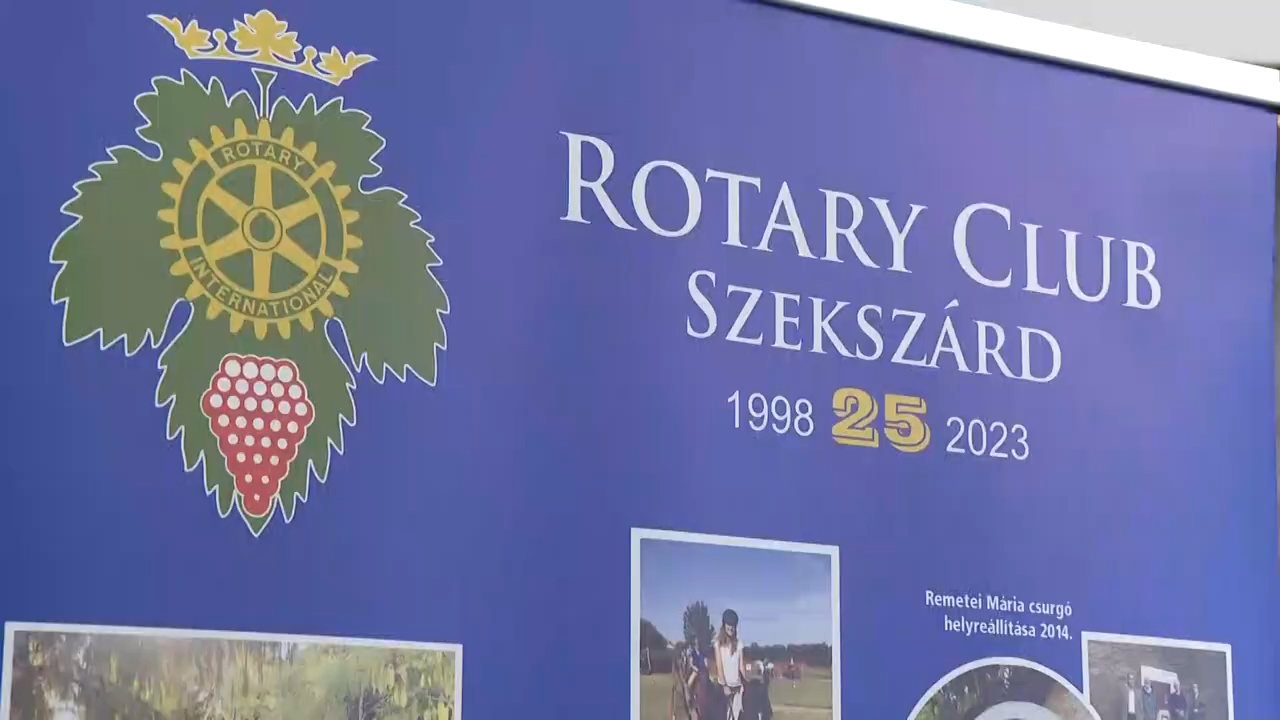 ROTARY
INTERNATIONAL
ROTARY CLUB
SZEKSZÁRD
1998 25 2023
Remetei Mária csurgó
helyreállítása 2014.